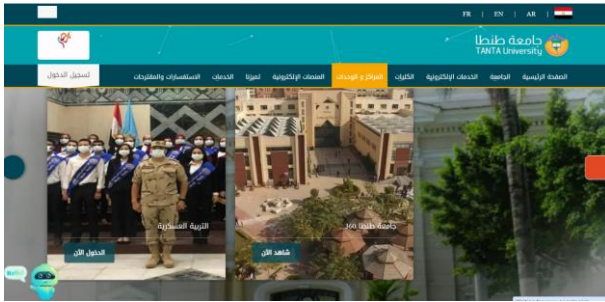 FR | EN | AR
جامعة طنطا
TANTA University
الصفحة الرئيسية الجامعة الخدمات الإلكترونية الكليات المراكز و الوحدات المنصات الإلكترونية تميزنا الخدمات الاستفسارات والمقترحات تسجيل الدخول
جامعة طنطا 360
شاهد الآن
التربية العسكرية
الدخول الآن
Hello!